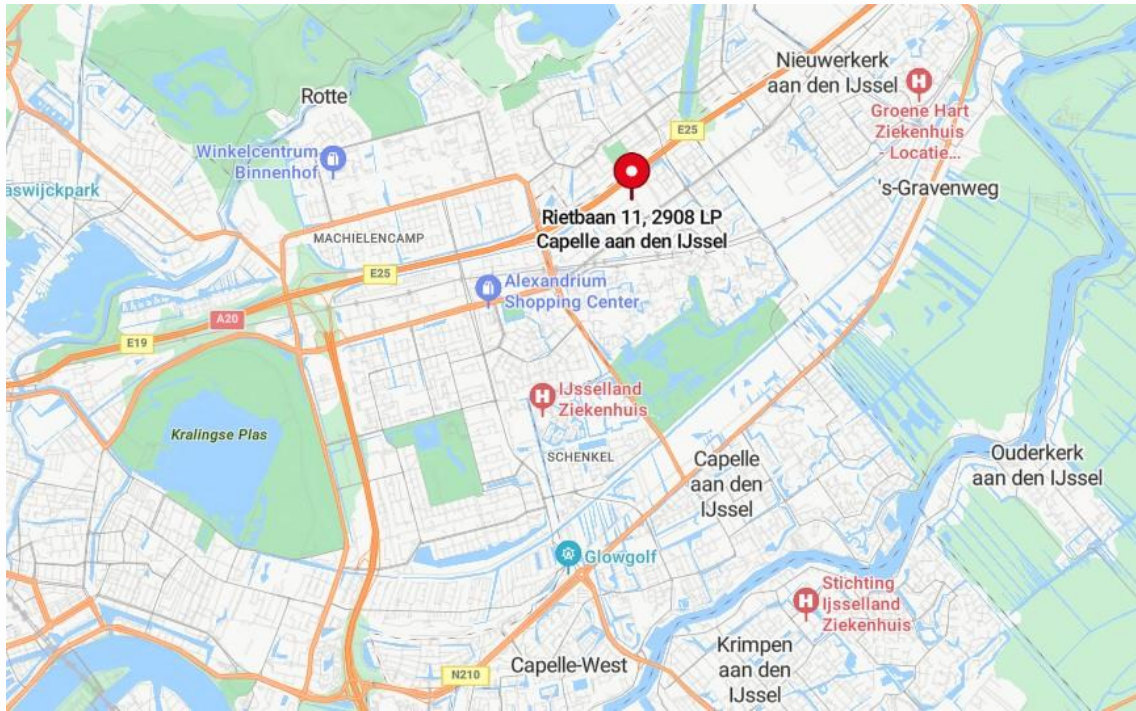 Nieuwerkerk
aan den IJssel
Groene Hart
Ziekenhuis
- Locatie...
Rotte
E25
Winkelcentrum
Binnenhof
aswijckpark
's-Gravenweg
Rietbaan 11, 2908 LP
Capelle aan den IJssel
MACHIELENCAMP
E25
Alexandrium
Shopping Center
A20
E19
IJsselland
Ziekenhuis
Kralingse Plas
SCHENKEL
Capelle
aan den
IJssel
Ouderkerk
aan den IJssel
Glowgolf
Stichting
Ijsselland
Ziekenhuis
Krimpen
aan den
IJssel
Capelle-West
N210